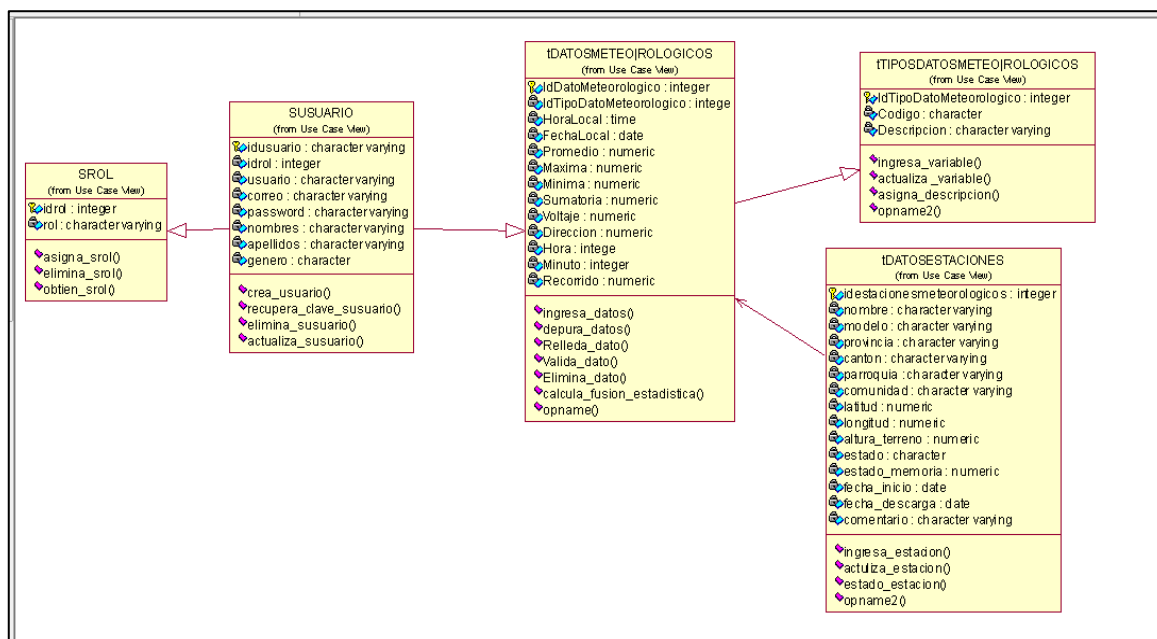 SROL
(from Use Case View)
idrol : integer
rol : character varying
asigna_srol()
elimina_srol()
obtien_srol()
SUSUARIO
(from Use Case View)
idusuario : character varying
idrol : integer
usuario : character varying
correo : character varying
password : character varying
nombres : character varying
apellidos : character varying
genero : character
crea_usuario()
recupera_clave_susuario()
elimina_susuario()
actualiza_susuario()
tDATOSMETEO|ROLOGICOS
(from Use Case View)
IdDatoMeteorologico : integer
IdTipoDatoMeteorologico : intege
HoraLocal : time
FechaLocal : date
Promedio : numeric
Maxima : numeric
Minima : numeric
Sumatoria : numeric
Voltaje : numeric
Direccion : numeric
Hora : intege
Minuto : integer
Recorrido : numeric
ingresa_datos()
depura_datos()
Relleda_dato()
Valida_dato()
Elimina_dato()
calcula_fusion_estadistica()
opname()
tTIPOSDATOSMETEO|ROLOGICOS
(from Use Case View)
IdTipoDatoMeteorologico : integer
Codigo : character
Descripcion : character varying
ingresa_variable()
actualiza _variable()
asigna_descripcion()
opname2()
tDATOSESTACIONES
(from Use Case View)
idestacionesmeteorologicos : integer
nombre : character varying
modelo : character varying
provincia : character varying
canton : character varying
parroquia : character varying
comunidad : character varying
latitud : numeric
longitud : numeric
altura_terreno : numeric
estado : character
estado_memoria : numeric
fecha_inicio : date
fecha_descarga : date
comentario : character varying
ingresa_estacion()
actuliza_estacion()
estado_estacion()
opname2()